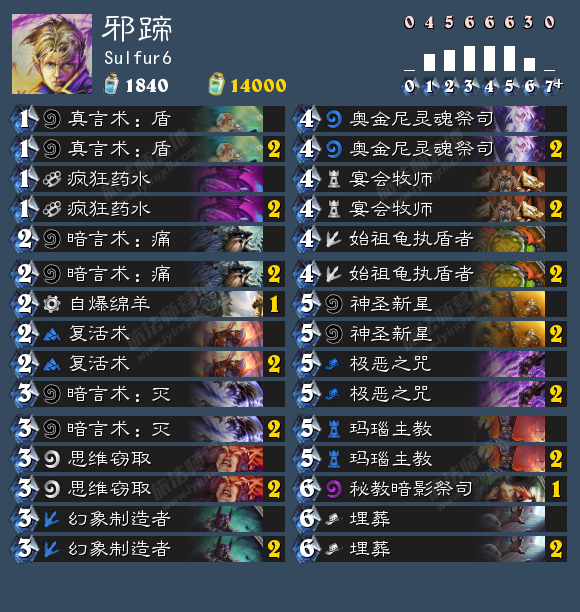 邪蹄
Sulfur6
1840 14000
0 4 5 6 6 6 3 0
0 1 2 3 4 5 6 7+
1 真言术：盾
1 真言术：盾 2
1 疯狂药水
1 疯狂药水 2
2 暗言术：痛
2 暗言术：痛 2
2 自爆绵羊 1
2 复活术
2 复活术 2
3 暗言术：灭
3 暗言术：灭 2
3 思维窃取
3 思维窃取 2
3 幻象制造者
3 幻象制造者 2
4 奥金尼灵魂祭司
4 奥金尼灵魂祭司 2
4 宴会牧师
4 宴会牧师 2
4 始祖龟执盾者
4 始祖龟执盾者 2
5 神圣新星
5 神圣新星 2
5 极恶之咒
5 极恶之咒 2
5 玛瑙主教
5 玛瑙主教 2
6 秘教暗影祭司 1
6 埋葬
6 埋葬 2